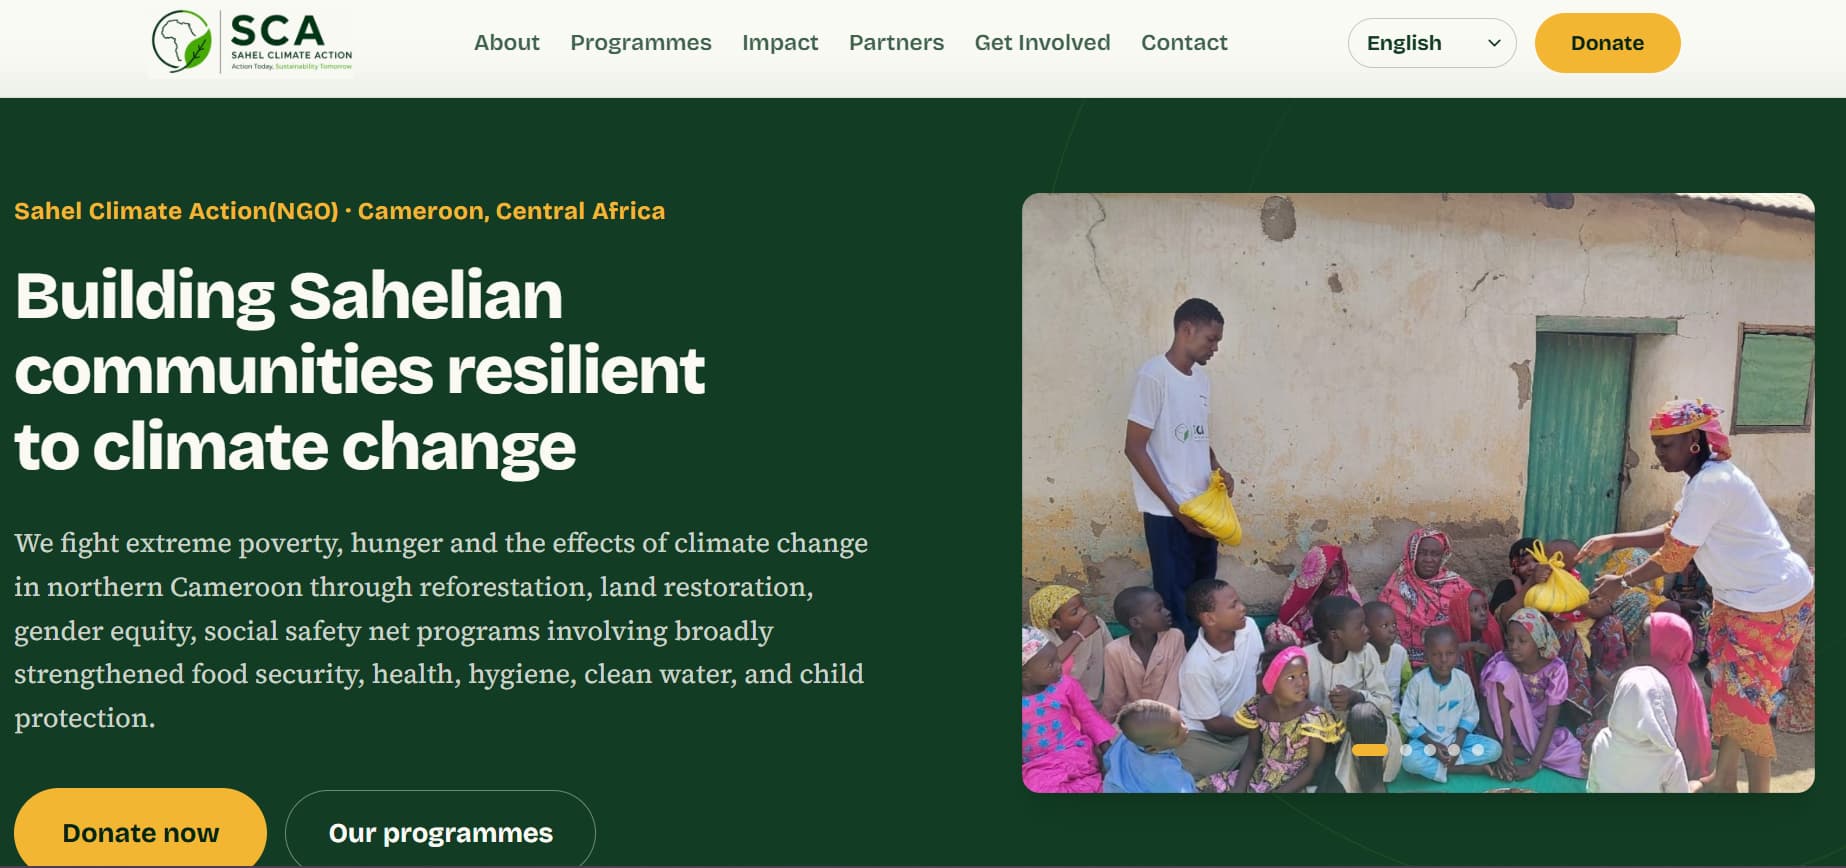 SCA
SAHEL CLIMATE ACTION
Action Today, Sustainability Tomorrow
About
Programmes
Impact
Partners
Get Involved
Contact
English
Donate
Sahel Climate Action(NGO) · Cameroon, Central Africa
Building Sahelian
communities resilient
to climate change
We fight extreme poverty, hunger and the effects of climate change
in northern Cameroon through reforestation, land restoration,
gender equity, social safety net programs involving broadly
strengthened food security, health, hygiene, clean water, and child
protection.
Donate now
Our programmes